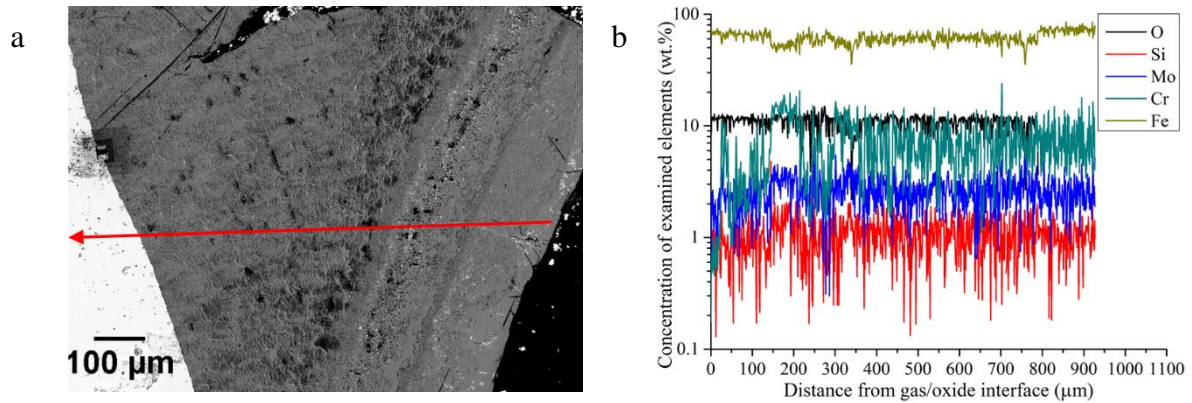 a
100 µm
b
Concentration of examined elements (wt.%)
100
10
1
0.1
O
Si
Mo
Cr
Fe
0 100 200 300 400 500 600 700 800 900 1000 1100
Distance from gas/oxide interface (µm)